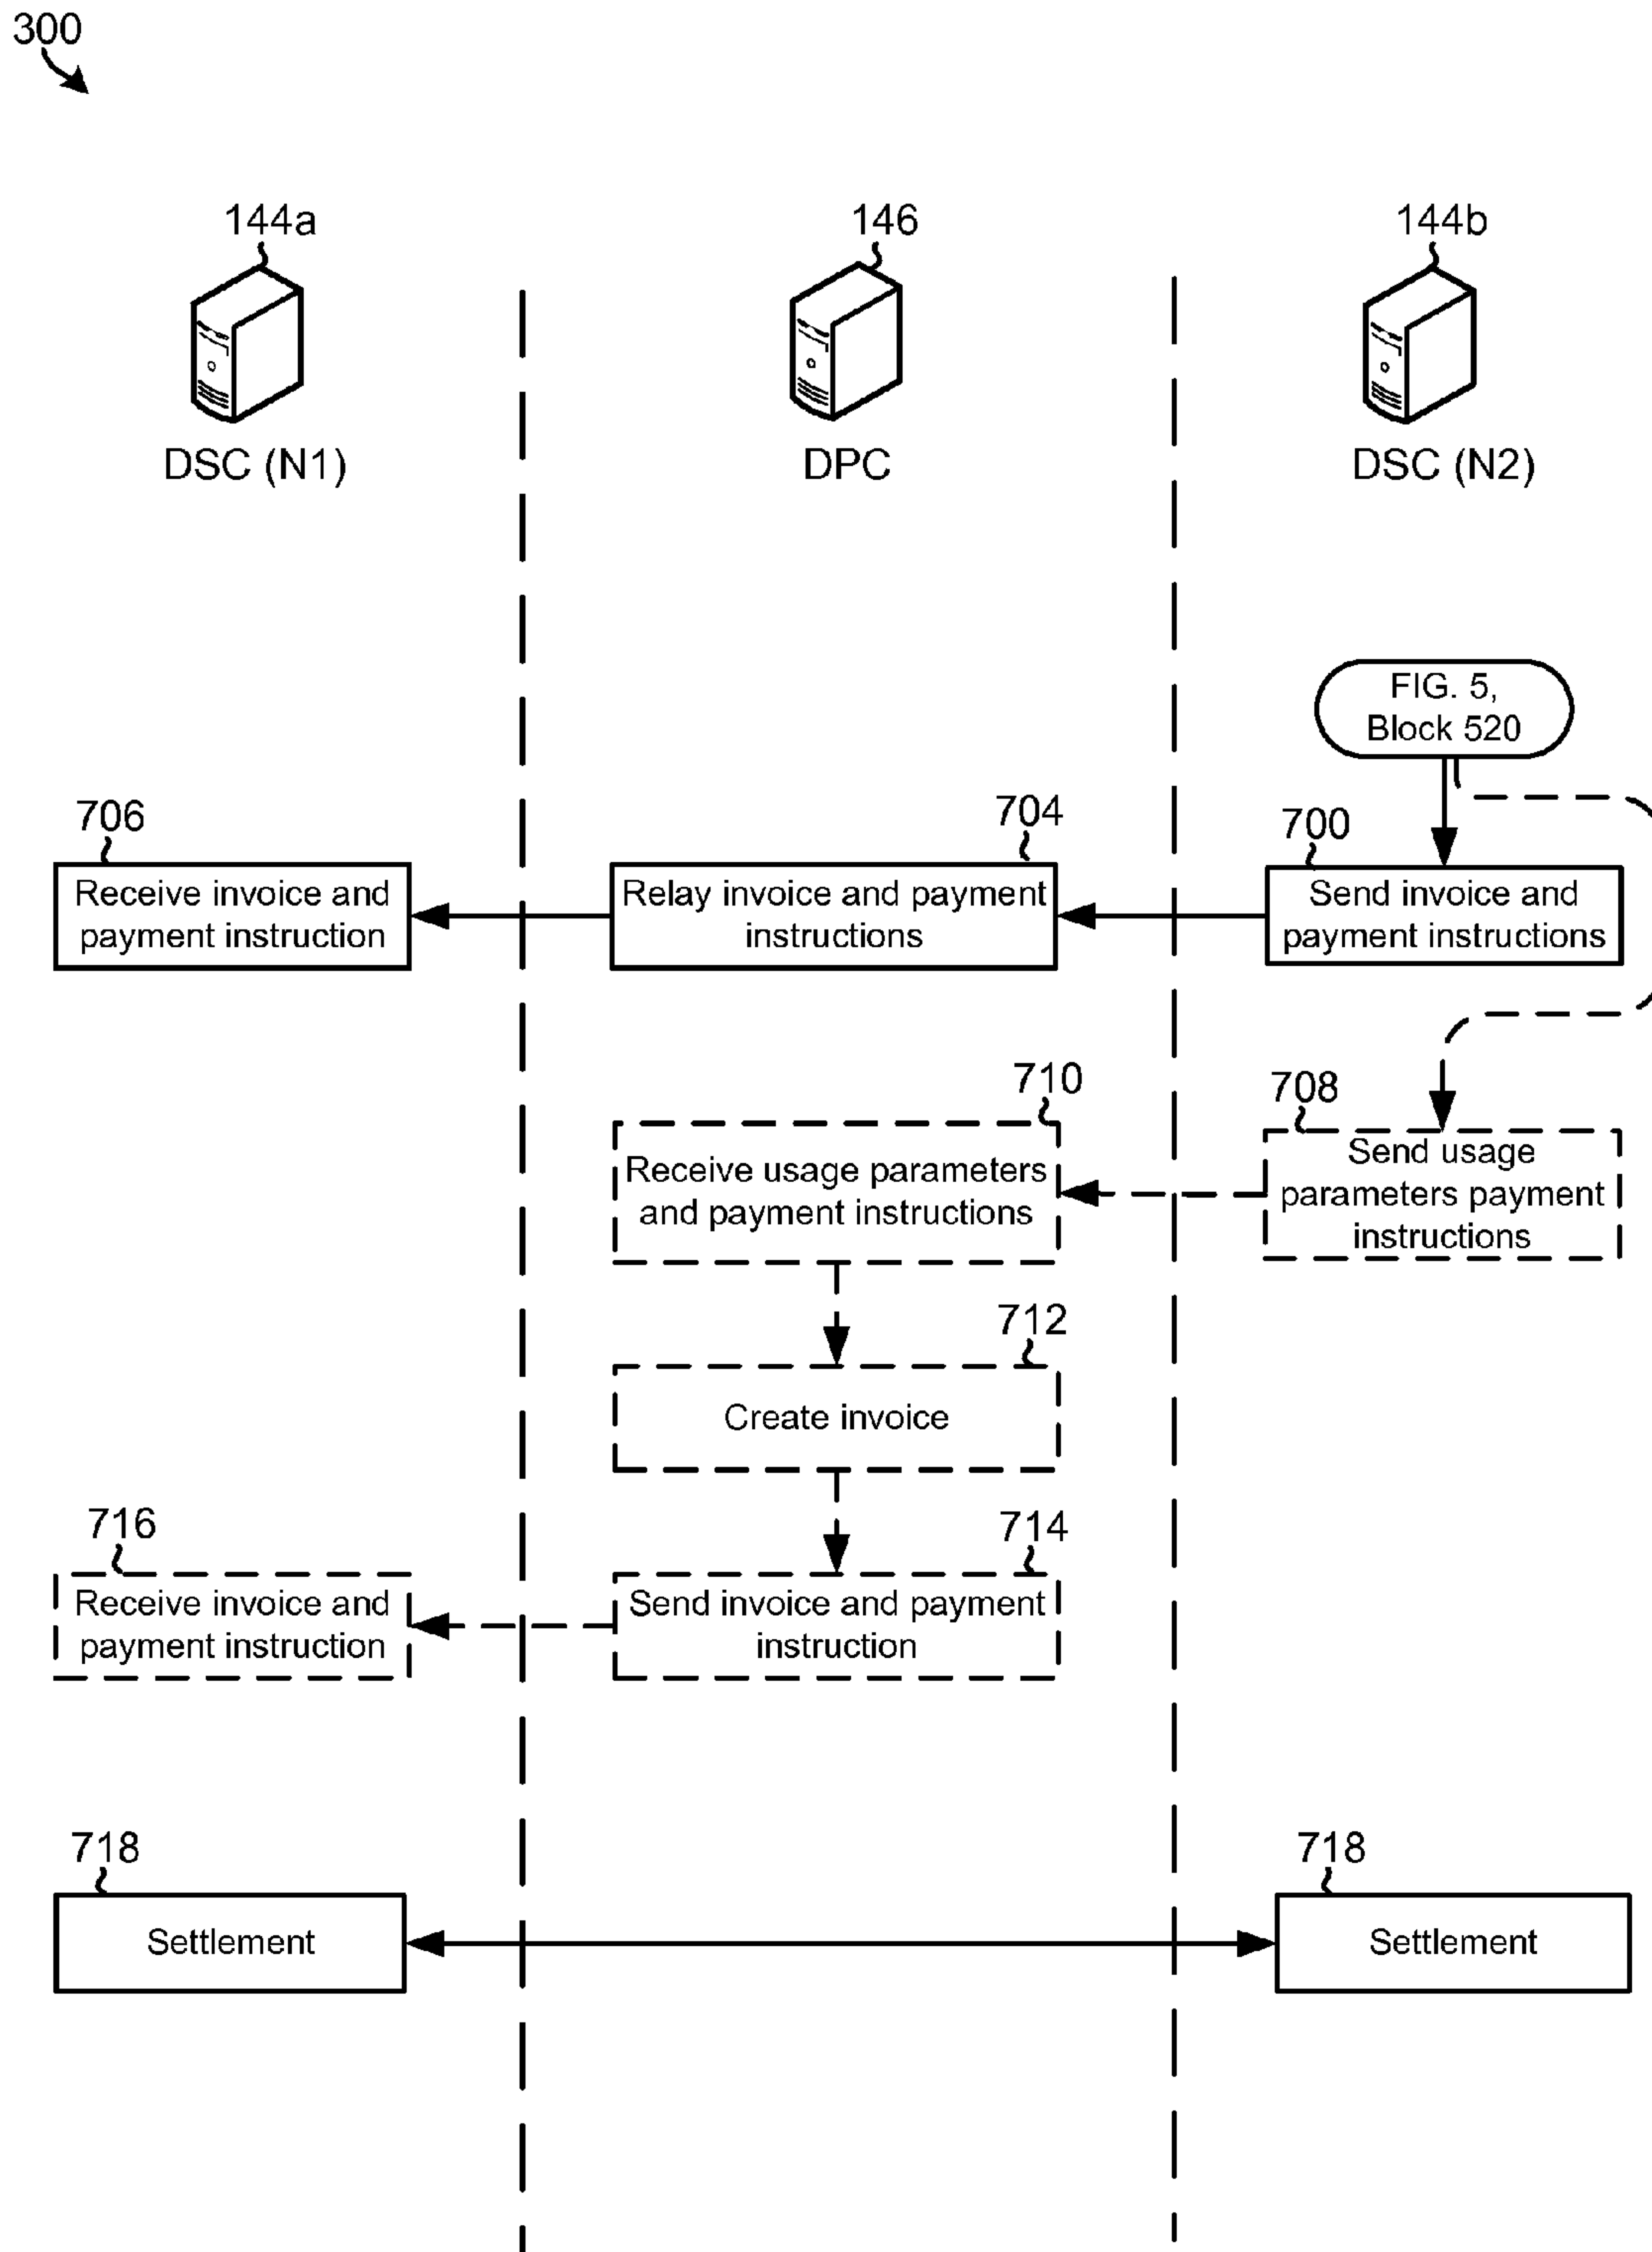 300
144a
146
144b
DSC (N1)
DPC
DSC (N2)
FIG. 5,
Block 520
706
704
700
Receive invoice and
payment instruction
Relay invoice and payment
instructions
Send invoice and
payment instructions
710
708
Receive usage parameters
and payment instructions
Send usage
parameters payment
instructions
712
Create invoice
716
714
Receive invoice and
payment instruction
Send invoice and payment
instruction
718
718
Settlement
Settlement